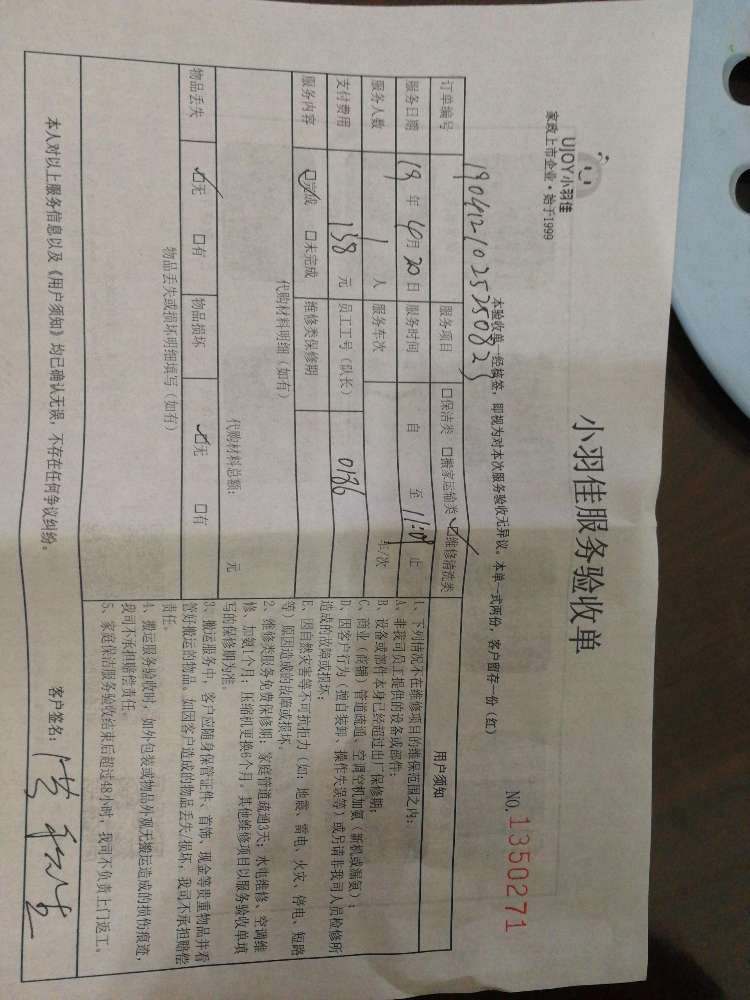 UJOY小羽佳
家政上市企业·始于1999
小羽佳服务验收单
NO. 1350271
本验收单一经核签，即视为对本次服务验收无异议。本单一式两份，客户留存一份（红）
订单编号 服务项目 □保洁类 □搬家运输类 ☑维修清洗类
服务日期 19年4月20日 服务时间 自 至 11:09 止
服务人数 1 人 服务车次 车/次
支付费用 158 元 员工工号（队长） 0186
服务内容 ☑完成 □未完成 维修类保修期
代购材料明细（如有）
代购材料总额： 元
物品丢失 ☑无 □有 物品损坏 ☑无 □有
物品丢失或损坏明细填写（如有）
用户须知
1、下列情况不在维修项目的维保范围之内：
A、非我司员工提供的设备或部件；
B、设备或部件本身已经超过出厂保修期；
C、商业（商铺）管道疏通、空调空机加氨（新机或漏氨）；
D、因客户行为（擅自装卸、操作失误等）或另请非我司人员检修所
造成的故障或损坏；
E、因自然灾害等不可抗拒力（如：地震、雷电、火灾、停电、短路
等）原因造成的故障或损坏。
2、维修类服务免费保修期：家庭管道疏通3天；水电维修、空调维
修、加氨1个月，压缩机更换6个月，其他维修项目以服务验收单填
写的保修期为准。
3、搬运服务中，客户应随身保管证件、首饰、现金等贵重物品并看
管好搬运的物品。如因客户造成的物品丢失/损坏，我司不承担赔偿
责任。
4、搬运服务验收时，如外包装或物品外观无搬运造成的损伤痕迹，
我司不承担赔偿责任。
5、家庭保洁服务验收结束后超过48小时，我司不负责上门返工。
本人对以上服务信息以及《用户须知》均已确认无误，不存在任何争议纠纷。
客户签名：